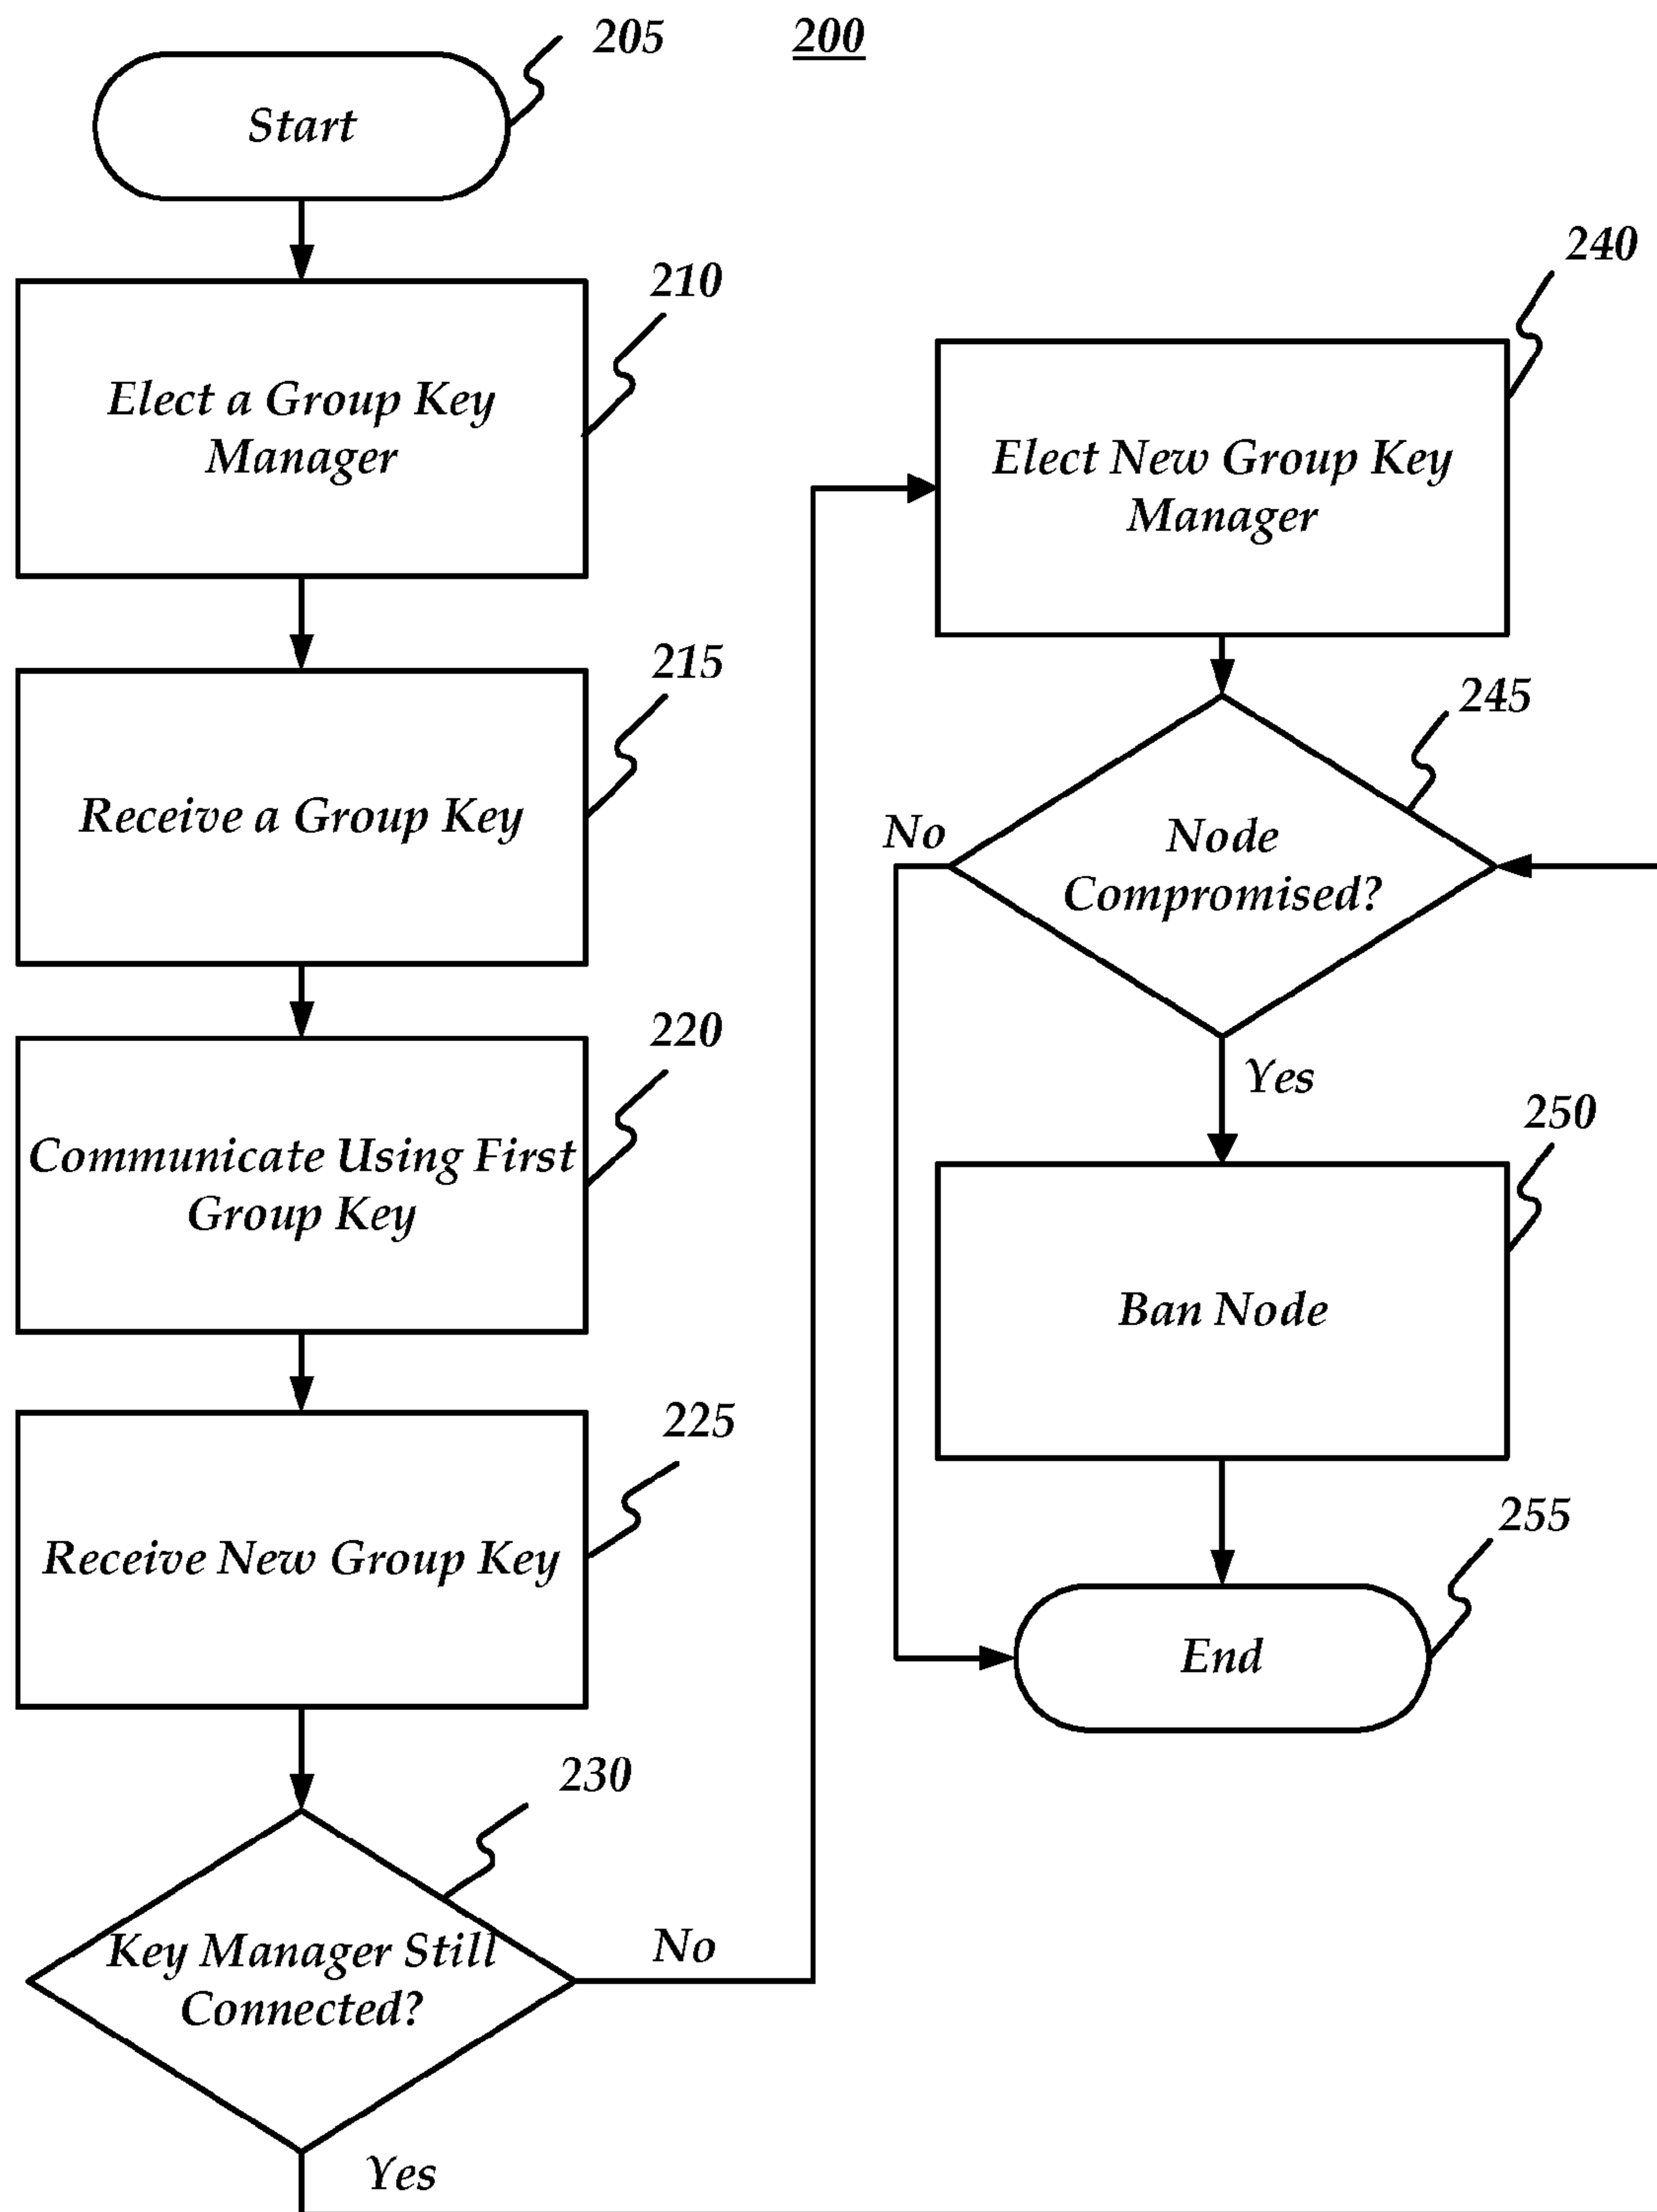 200
205
Start
210
Elect a Group Key
Manager
215
Receive a Group Key
220
Communicate Using First
Group Key
225
Receive New Group Key
230
Key Manager Still
Connected?
No
Yes
240
Elect New Group Key
Manager
245
Node
Compromised?
No
Yes
250
Ban Node
255
End